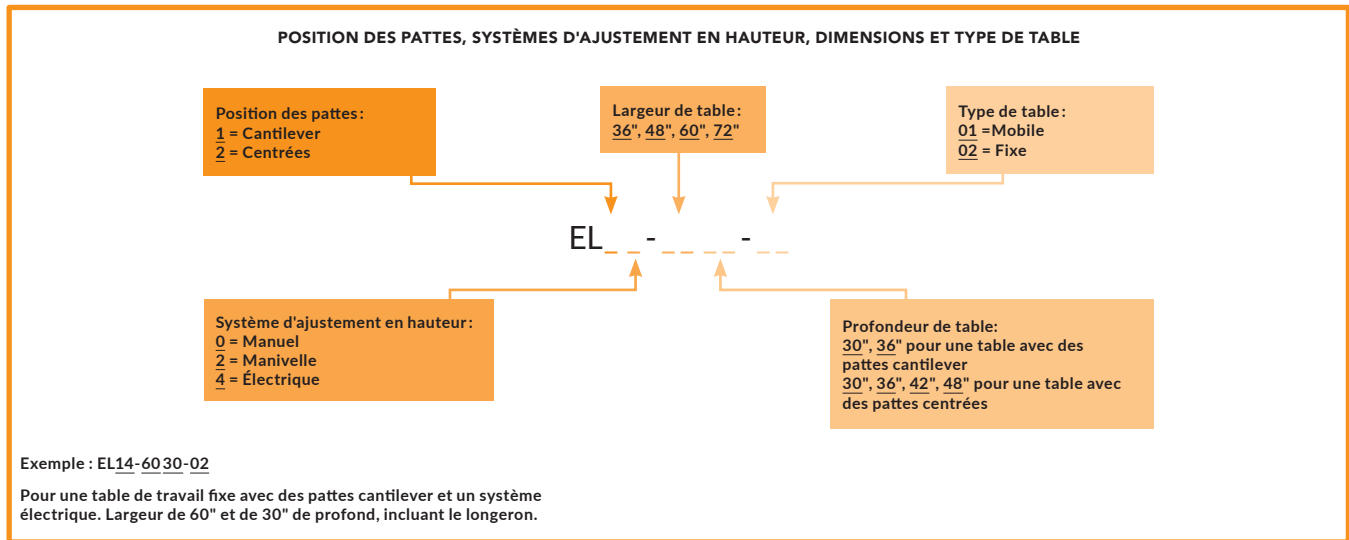 POSITION DES PATTES, SYSTÈMES D'AJUSTEMENT EN HAUTEUR, DIMENSIONS ET TYPE DE TABLE
Position des pattes:
1 = Cantilever
2 = Centrées
Largeur de table:
36", 48", 60", 72"
Type de table:
01 =Mobile
02 = Fixe
EL_ _ -_ _ _ _ -_ _
Système d'ajustement en hauteur:
0 = Manuel
2 = Manivelle
4 = Électrique
Profondeur de table:
30", 36" pour une table avec des
pattes cantilever
30", 36", 42", 48" pour une table avec
des pattes centrées
Exemple : EL14-6030-02
Pour une table de travail fixe avec des pattes cantilever et un système
électrique. Largeur de 60" et de 30" de profond, incluant le longeron.